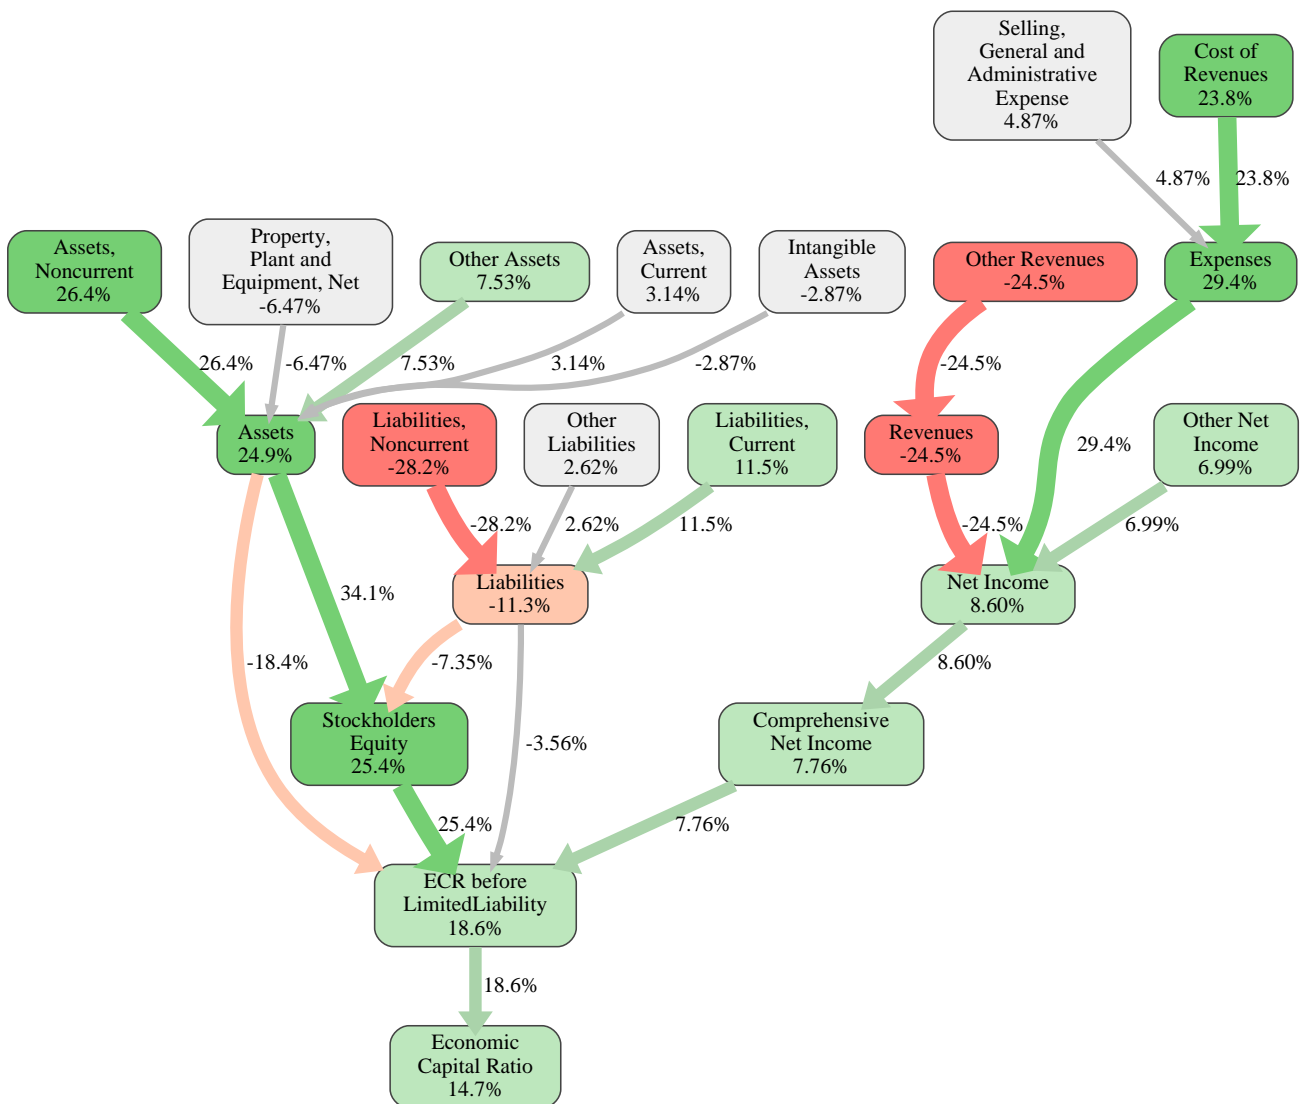 Selling,
General and
Administrative
Expense
4.87%
Cost of
Revenues
23.8%
4.87%
23.8%
Assets,
Noncurrent
26.4%
Property,
Plant and
Equipment, Net
-6.47%
Other Assets
7.53%
Assets,
Current
3.14%
Intangible
Assets
-2.87%
Other Revenues
-24.5%
Expenses
29.4%
26.4%
-6.47%
7.53%
3.14%
-2.87%
-24.5%
Assets
24.9%
Liabilities,
Noncurrent
-28.2%
Other
Liabilities
2.62%
Liabilities,
Current
11.5%
Revenues
-24.5%
29.4%
Other Net
Income
6.99%
-28.2%
2.62%
11.5%
-24.5%
6.99%
34.1%
Liabilities
-11.3%
Net Income
8.60%
-18.4%
-7.35%
8.60%
Stockholders
Equity
25.4%
-3.56%
Comprehensive
Net Income
7.76%
25.4%
7.76%
ECR before
LimitedLiability
18.6%
18.6%
Economic
Capital Ratio
14.7%